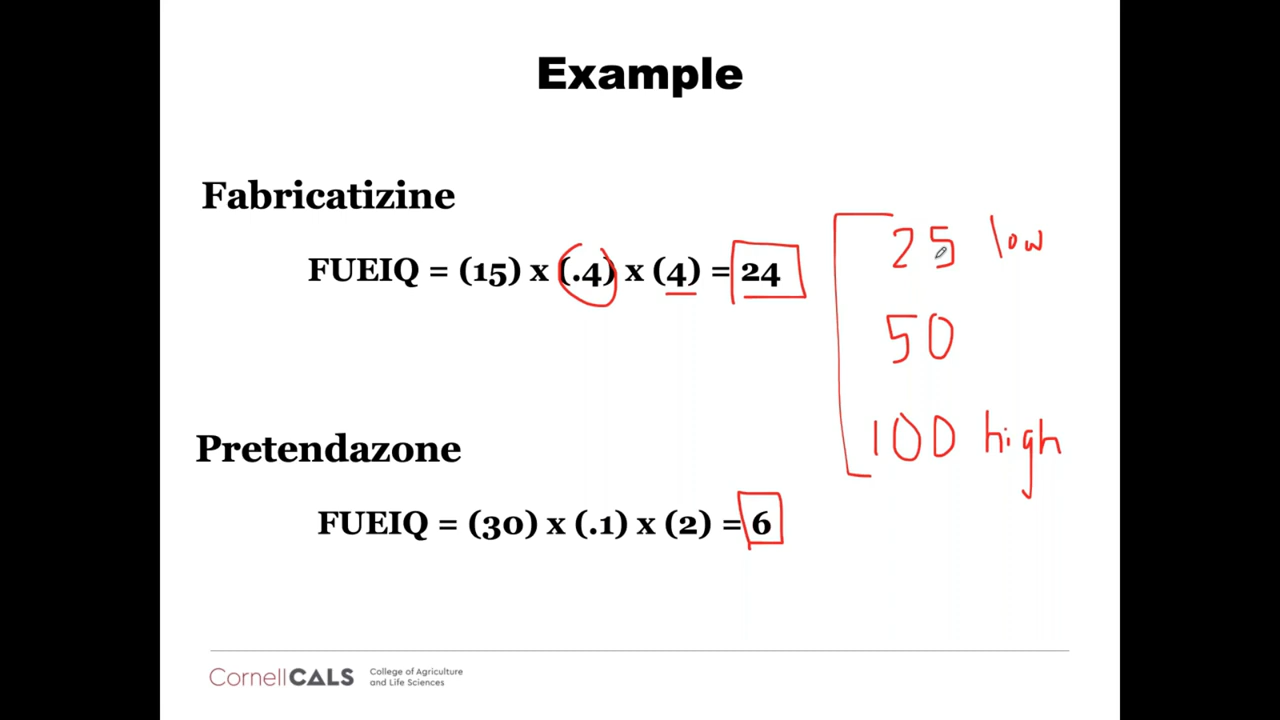 Example
Fabricatizine
FUEIQ = (15) x (.4) x (4) = 24
25 low
50
100 high
Pretendazone
FUEIQ = (30) x (.1) x (2) = 6
CornellCALS
College of Agriculture
and Life Sciences